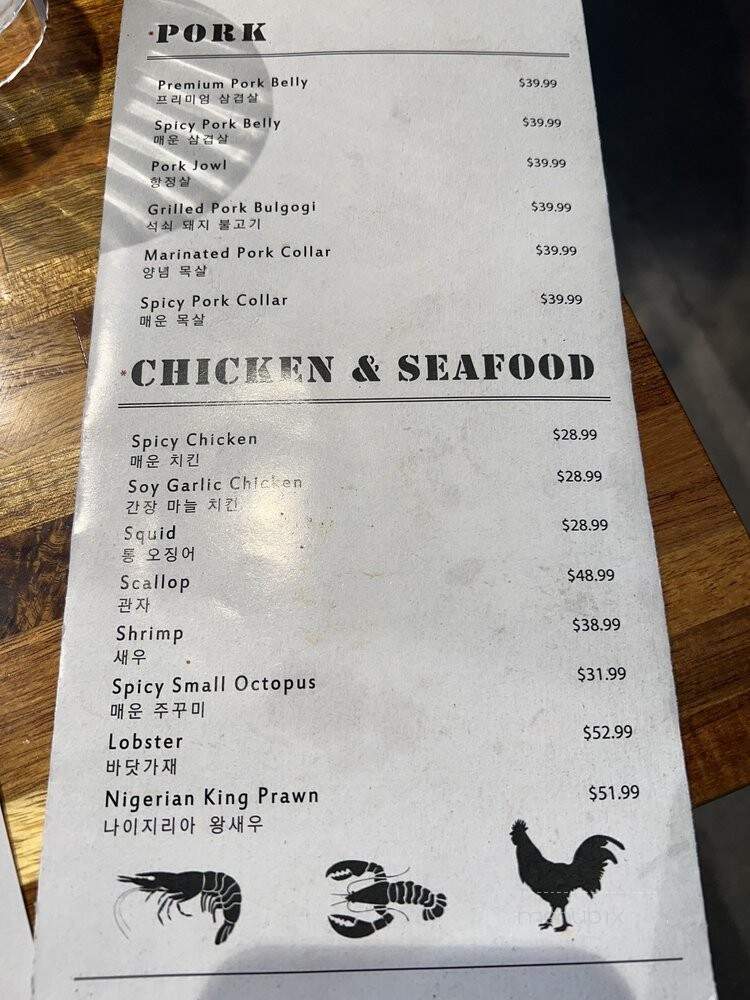 *PORK
Premium Pork Belly $39.99
프리미엄 삼겹살
Spicy Pork Belly $39.99
매운 삼겹살
Pork Jowl $39.99
항정살
Grilled Pork Bulgogi $39.99
석쇠 돼지 불고기
Marinated Pork Collar $39.99
양념 목살
Spicy Pork Collar $39.99
매운 목살
*CHICKEN & SEAFOOD
Spicy Chicken $28.99
매운 치킨
Soy Garlic Chicken $28.99
간장 마늘 치킨
Squid $28.99
통 오징어
Scallop $48.99
관자
Shrimp $38.99
새우
Spicy Small Octopus $31.99
매운 주꾸미
Lobster $52.99
바닷가재
Nigerian King Prawn $51.99
나이지리아 왕새우
menupix